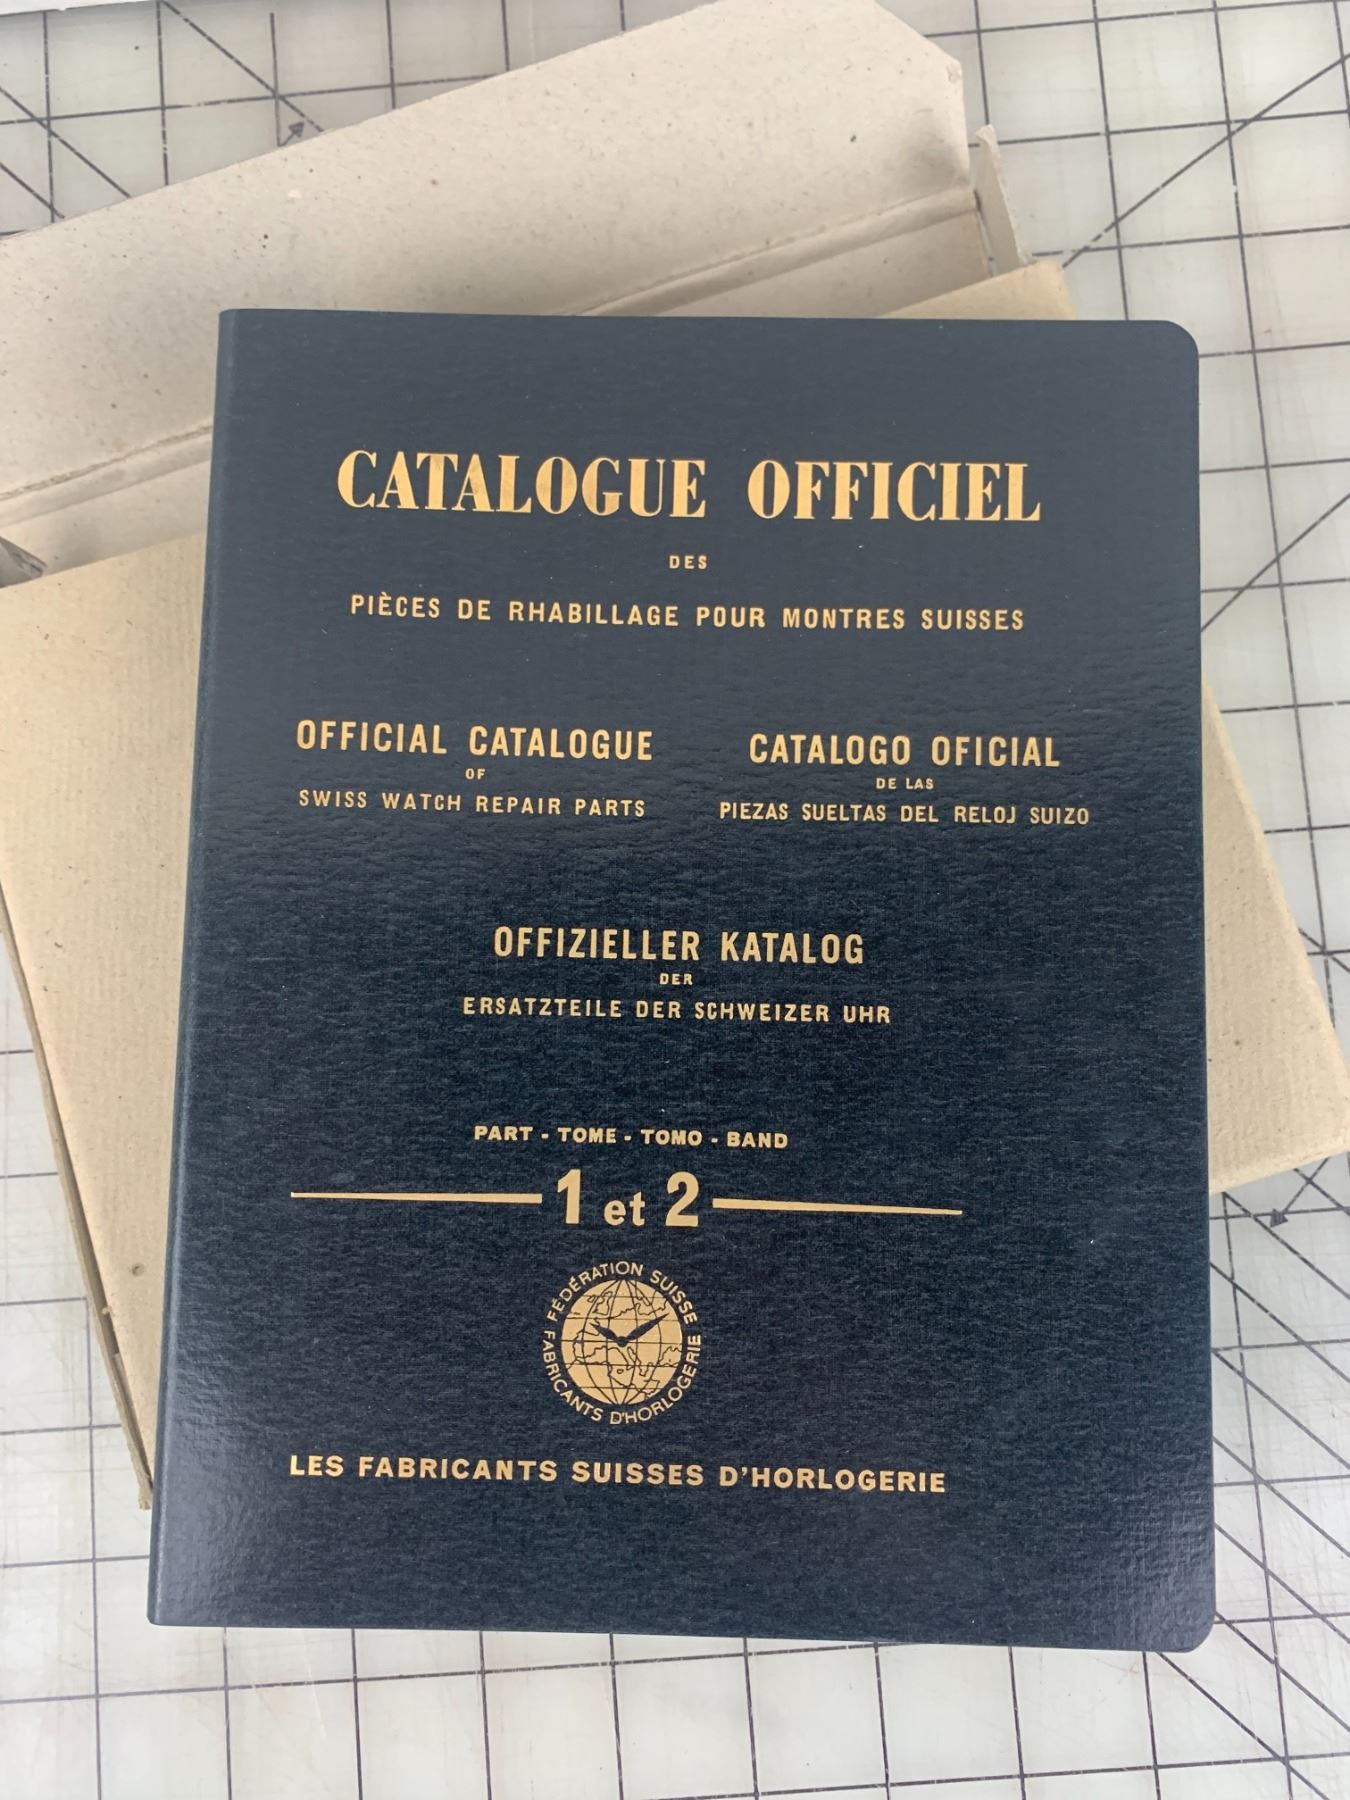 CATALOGUE OFFICIEL
DES
PIÈCES DE RHABILLAGE POUR MONTRES SUISSES
OFFICIAL CATALOGUE
OF
SWISS WATCH REPAIR PARTS
CATALOGO OFICIAL
DE LAS
PIEZAS SUELTAS DEL RELOJ SUIZO
OFFIZIELLER KATALOG
DER
ERSATZTEILE DER SCHWEIZER UHR
PART - TOME - TOMO - BAND
1 et 2
FÉDÉRATION SUISSE
FABRICANTS D'HORLOGERIE
LES FABRICANTS SUISSES D'HORLOGERIE